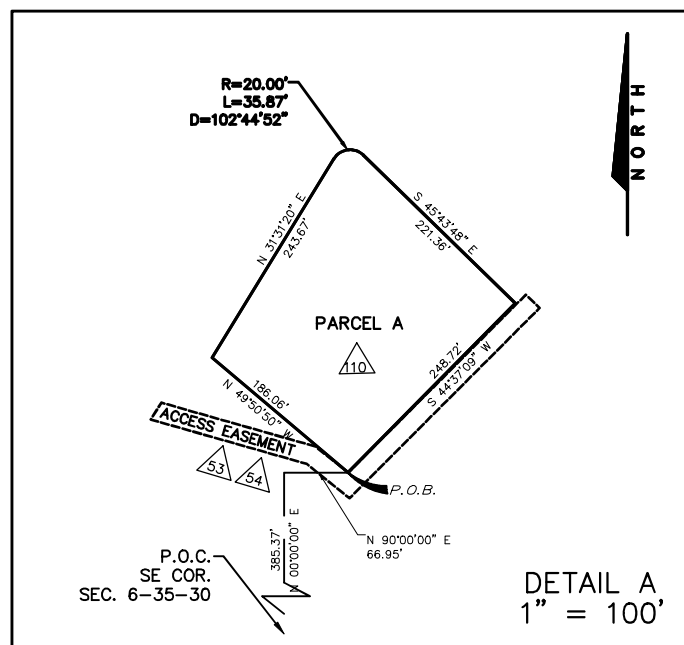 R=20.00'
L=35.87'
D=102°44'52"
NORTH
N 31°31'20" E
243.67'
S 45°43'48" E
221.36'
PARCEL A
110
248.72'
S 44°37'09" W
186.06'
N 49°50'50" W
ACCESS EASEMENT
53
54
P.O.B.
N 90°00'00" E
66.95'
385.37'
N 00°00'00" E
P.O.C.
SE COR.
SEC. 6-35-30
DETAIL A
1" = 100'